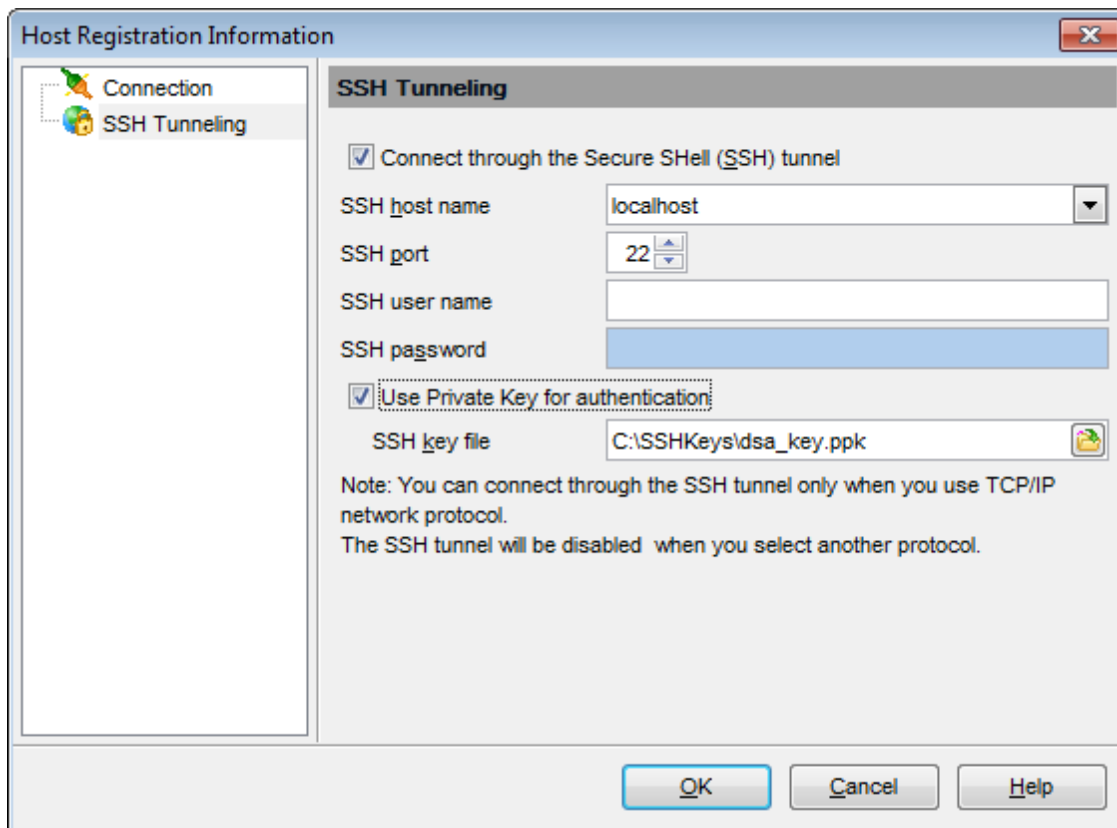 Host Registration Information
Connection
SSH Tunneling
SSH Tunneling
Connect through the Secure SHell (SSH) tunnel
SSH host name localhost
SSH port 22
SSH user name
SSH password
Use Private Key for authentication
SSH key file C:\SSHKeys\dsa_key.ppk
Note: You can connect through the SSH tunnel only when you use TCP/IP
network protocol.
The SSH tunnel will be disabled  when you select another protocol.
OK Cancel Help